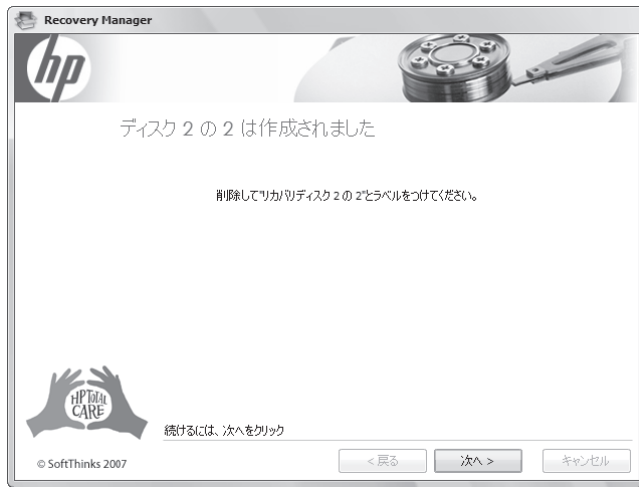 Recovery Manager
hp
ディスク 2 の 2 は作成されました
削除して"リカバリディスク 2 の 2"とラベルをつけてください。
HP TOTAL
CARE
続けるには、次へをクリック
© SoftThinks 2007
< 戻る
次へ >
キャンセル